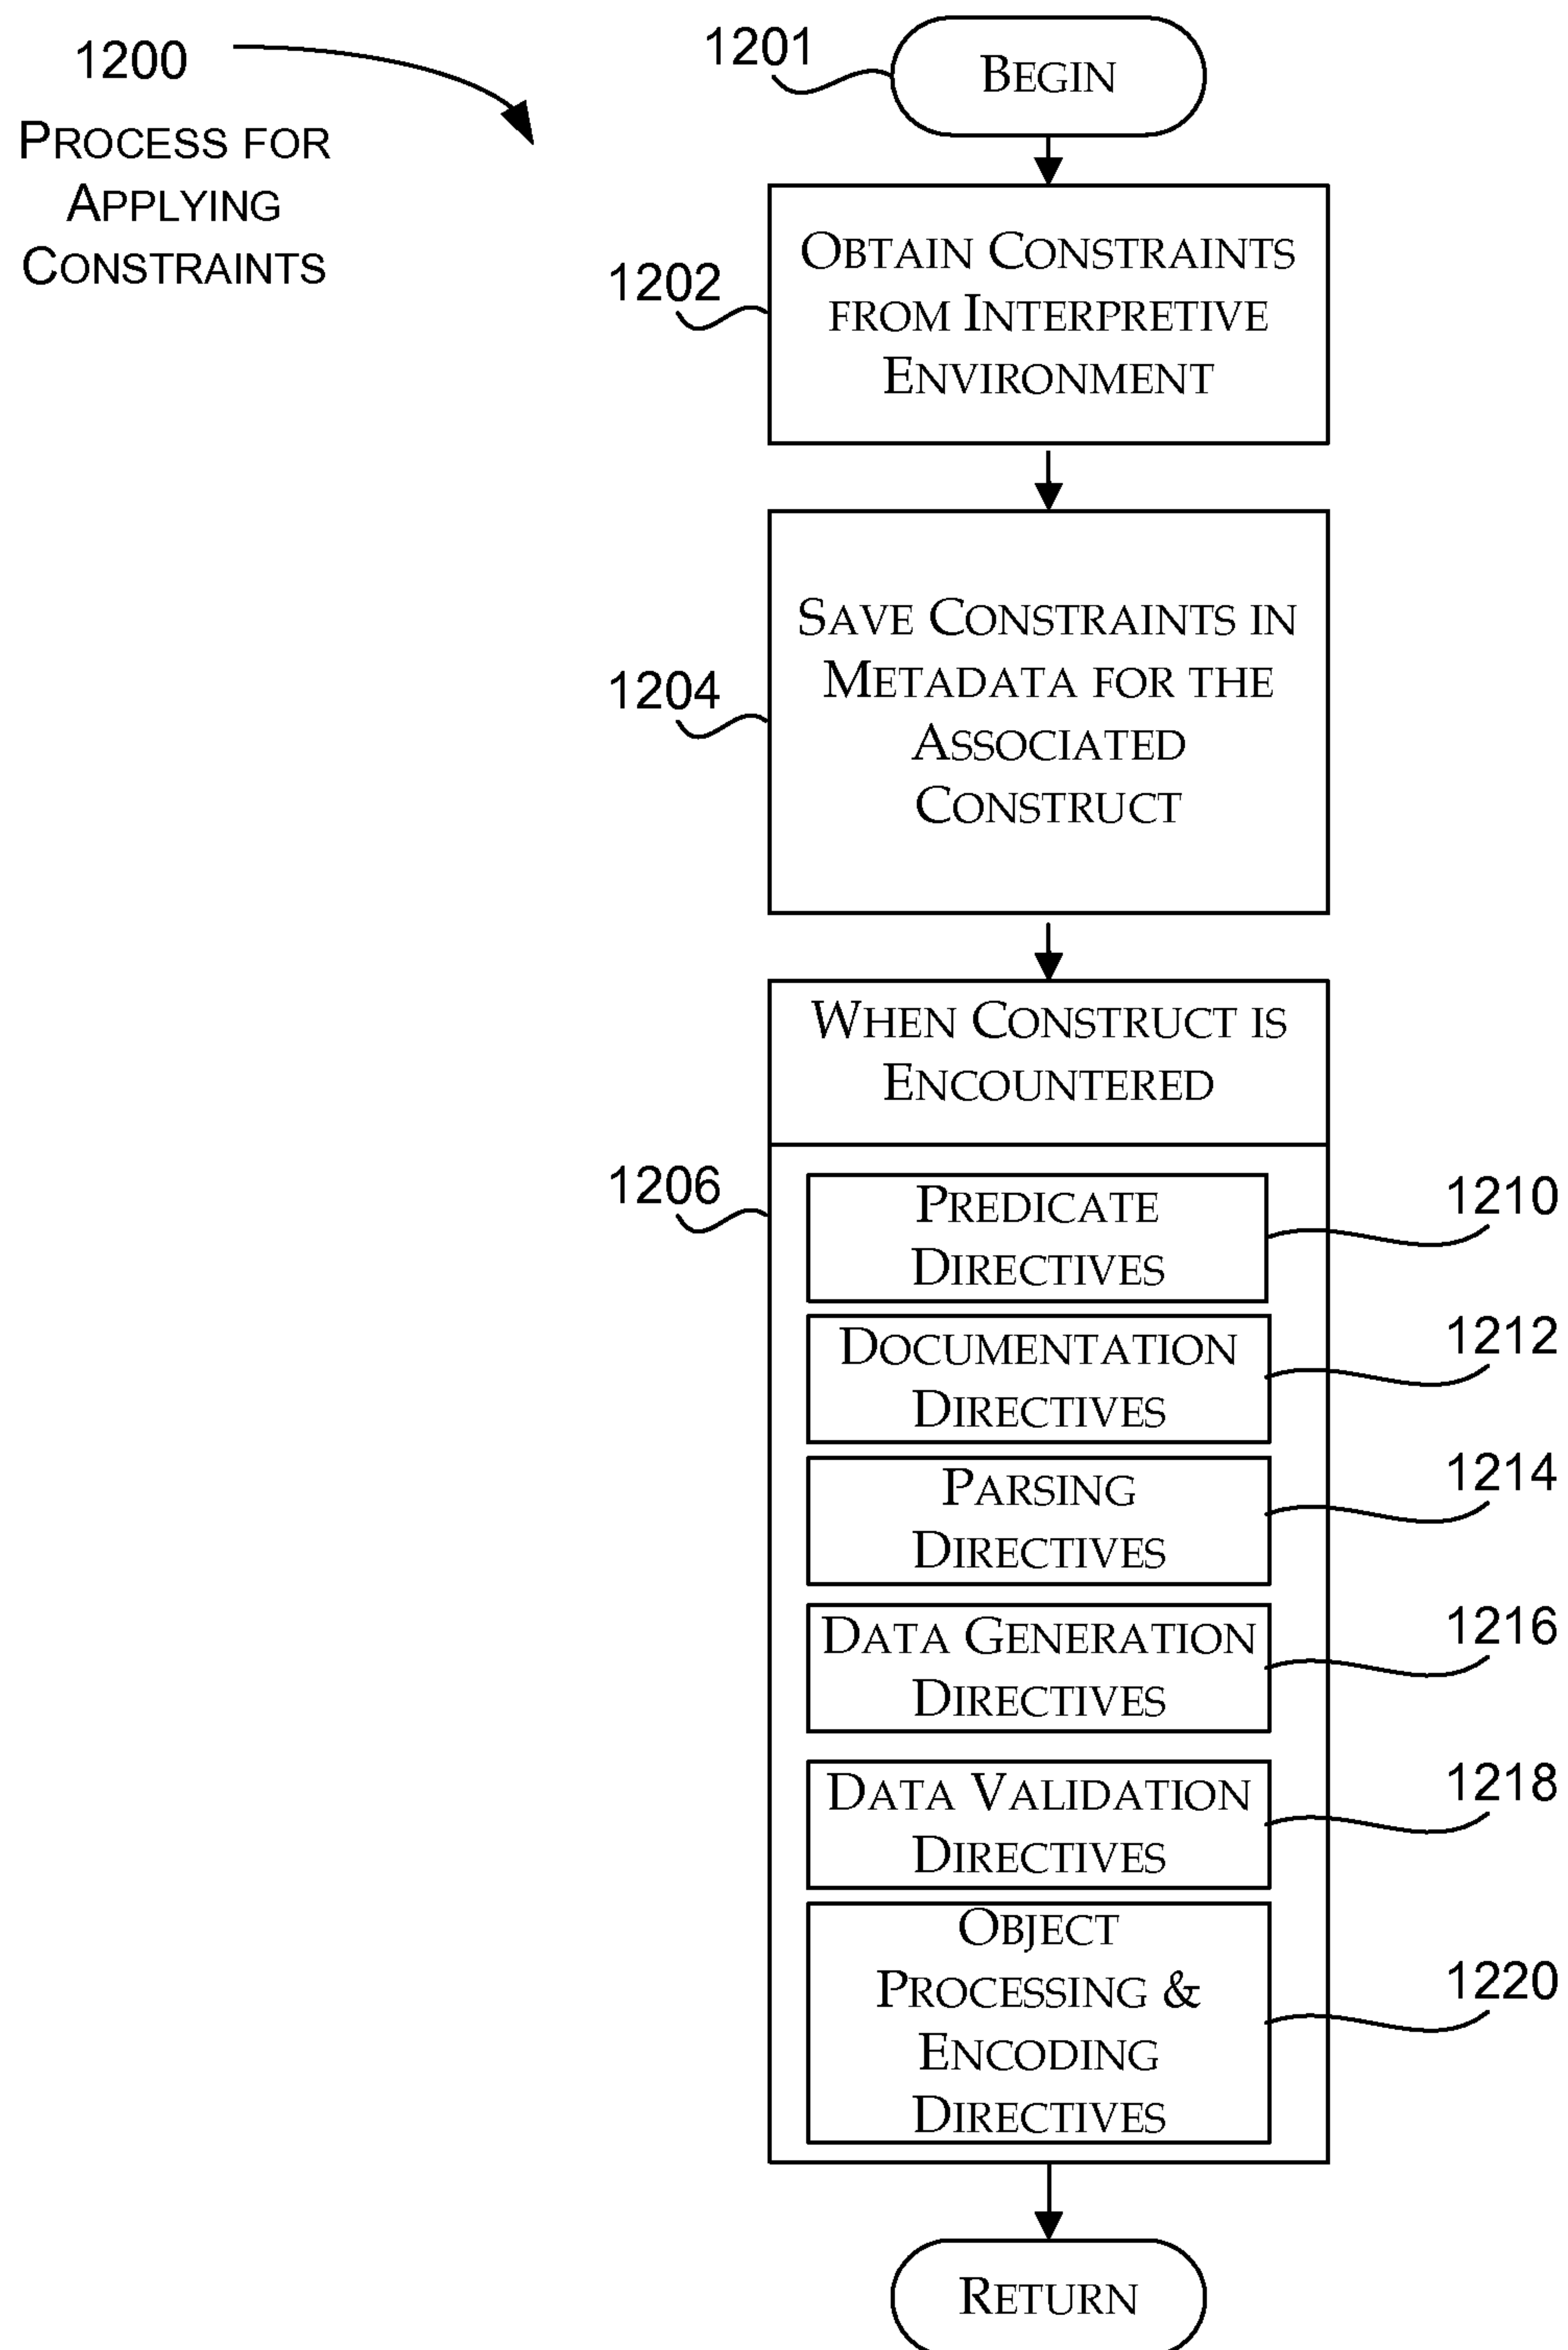 1200
PROCESS FOR
APPLYING
CONSTRAINTS
1201
BEGIN
1202
OBTAIN CONSTRAINTS
FROM INTERPRETIVE
ENVIRONMENT
1204
SAVE CONSTRAINTS IN
METADATA FOR THE
ASSOCIATED
CONSTRUCT
WHEN CONSTRUCT IS
ENCOUNTERED
1206
PREDICATE
DIRECTIVES
1210
DOCUMENTATION
DIRECTIVES
1212
PARSING
DIRECTIVES
1214
DATA GENERATION
DIRECTIVES
1216
DATA VALIDATION
DIRECTIVES
1218
OBJECT
PROCESSING &
ENCODING
DIRECTIVES
1220
RETURN